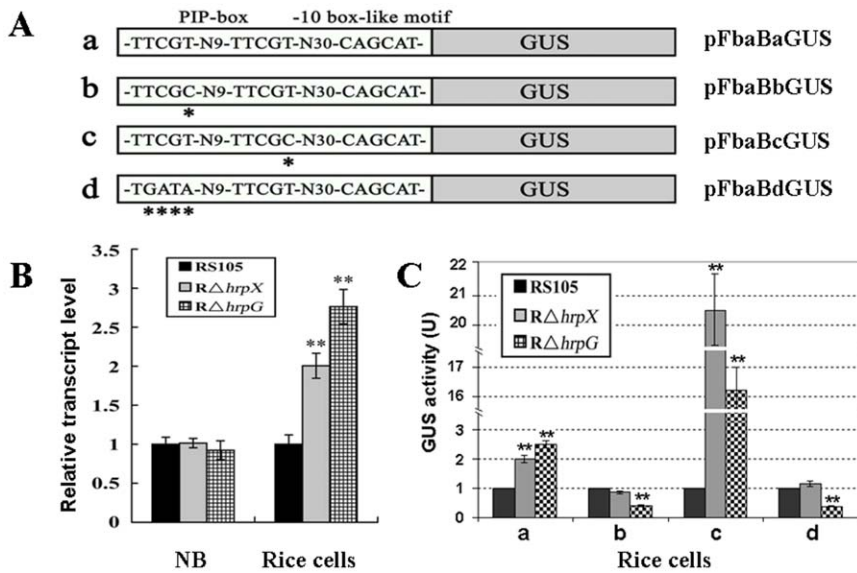 A
PIP-box
-10 box-like motif
a
-TTCGT-N9-TTCGT-N30-CAGCAT-
GUS
pFbaBaGUS
b
-TTCGC-N9-TTCGT-N30-CAGCAT-
GUS
pFbaBbGUS
*
c
-TTCGT-N9-TTCGC-N30-CAGCAT-
GUS
pFbaBcGUS
*
d
-TGATA-N9-TTCGT-N30-CAGCAT-
GUS
pFbaBdGUS
****
B
Relative transcript level
3.5
3
2.5
2
1.5
1
0.5
0
RS105
R△hrpX
R△hrpG
**
**
NB
Rice cells
C
GUS activity (U)
22
21
20
17
16
3
2
1
0
RS105
R△hrpX
R△hrpG
**
**
**
**
**
**
a
b
c
d
Rice cells